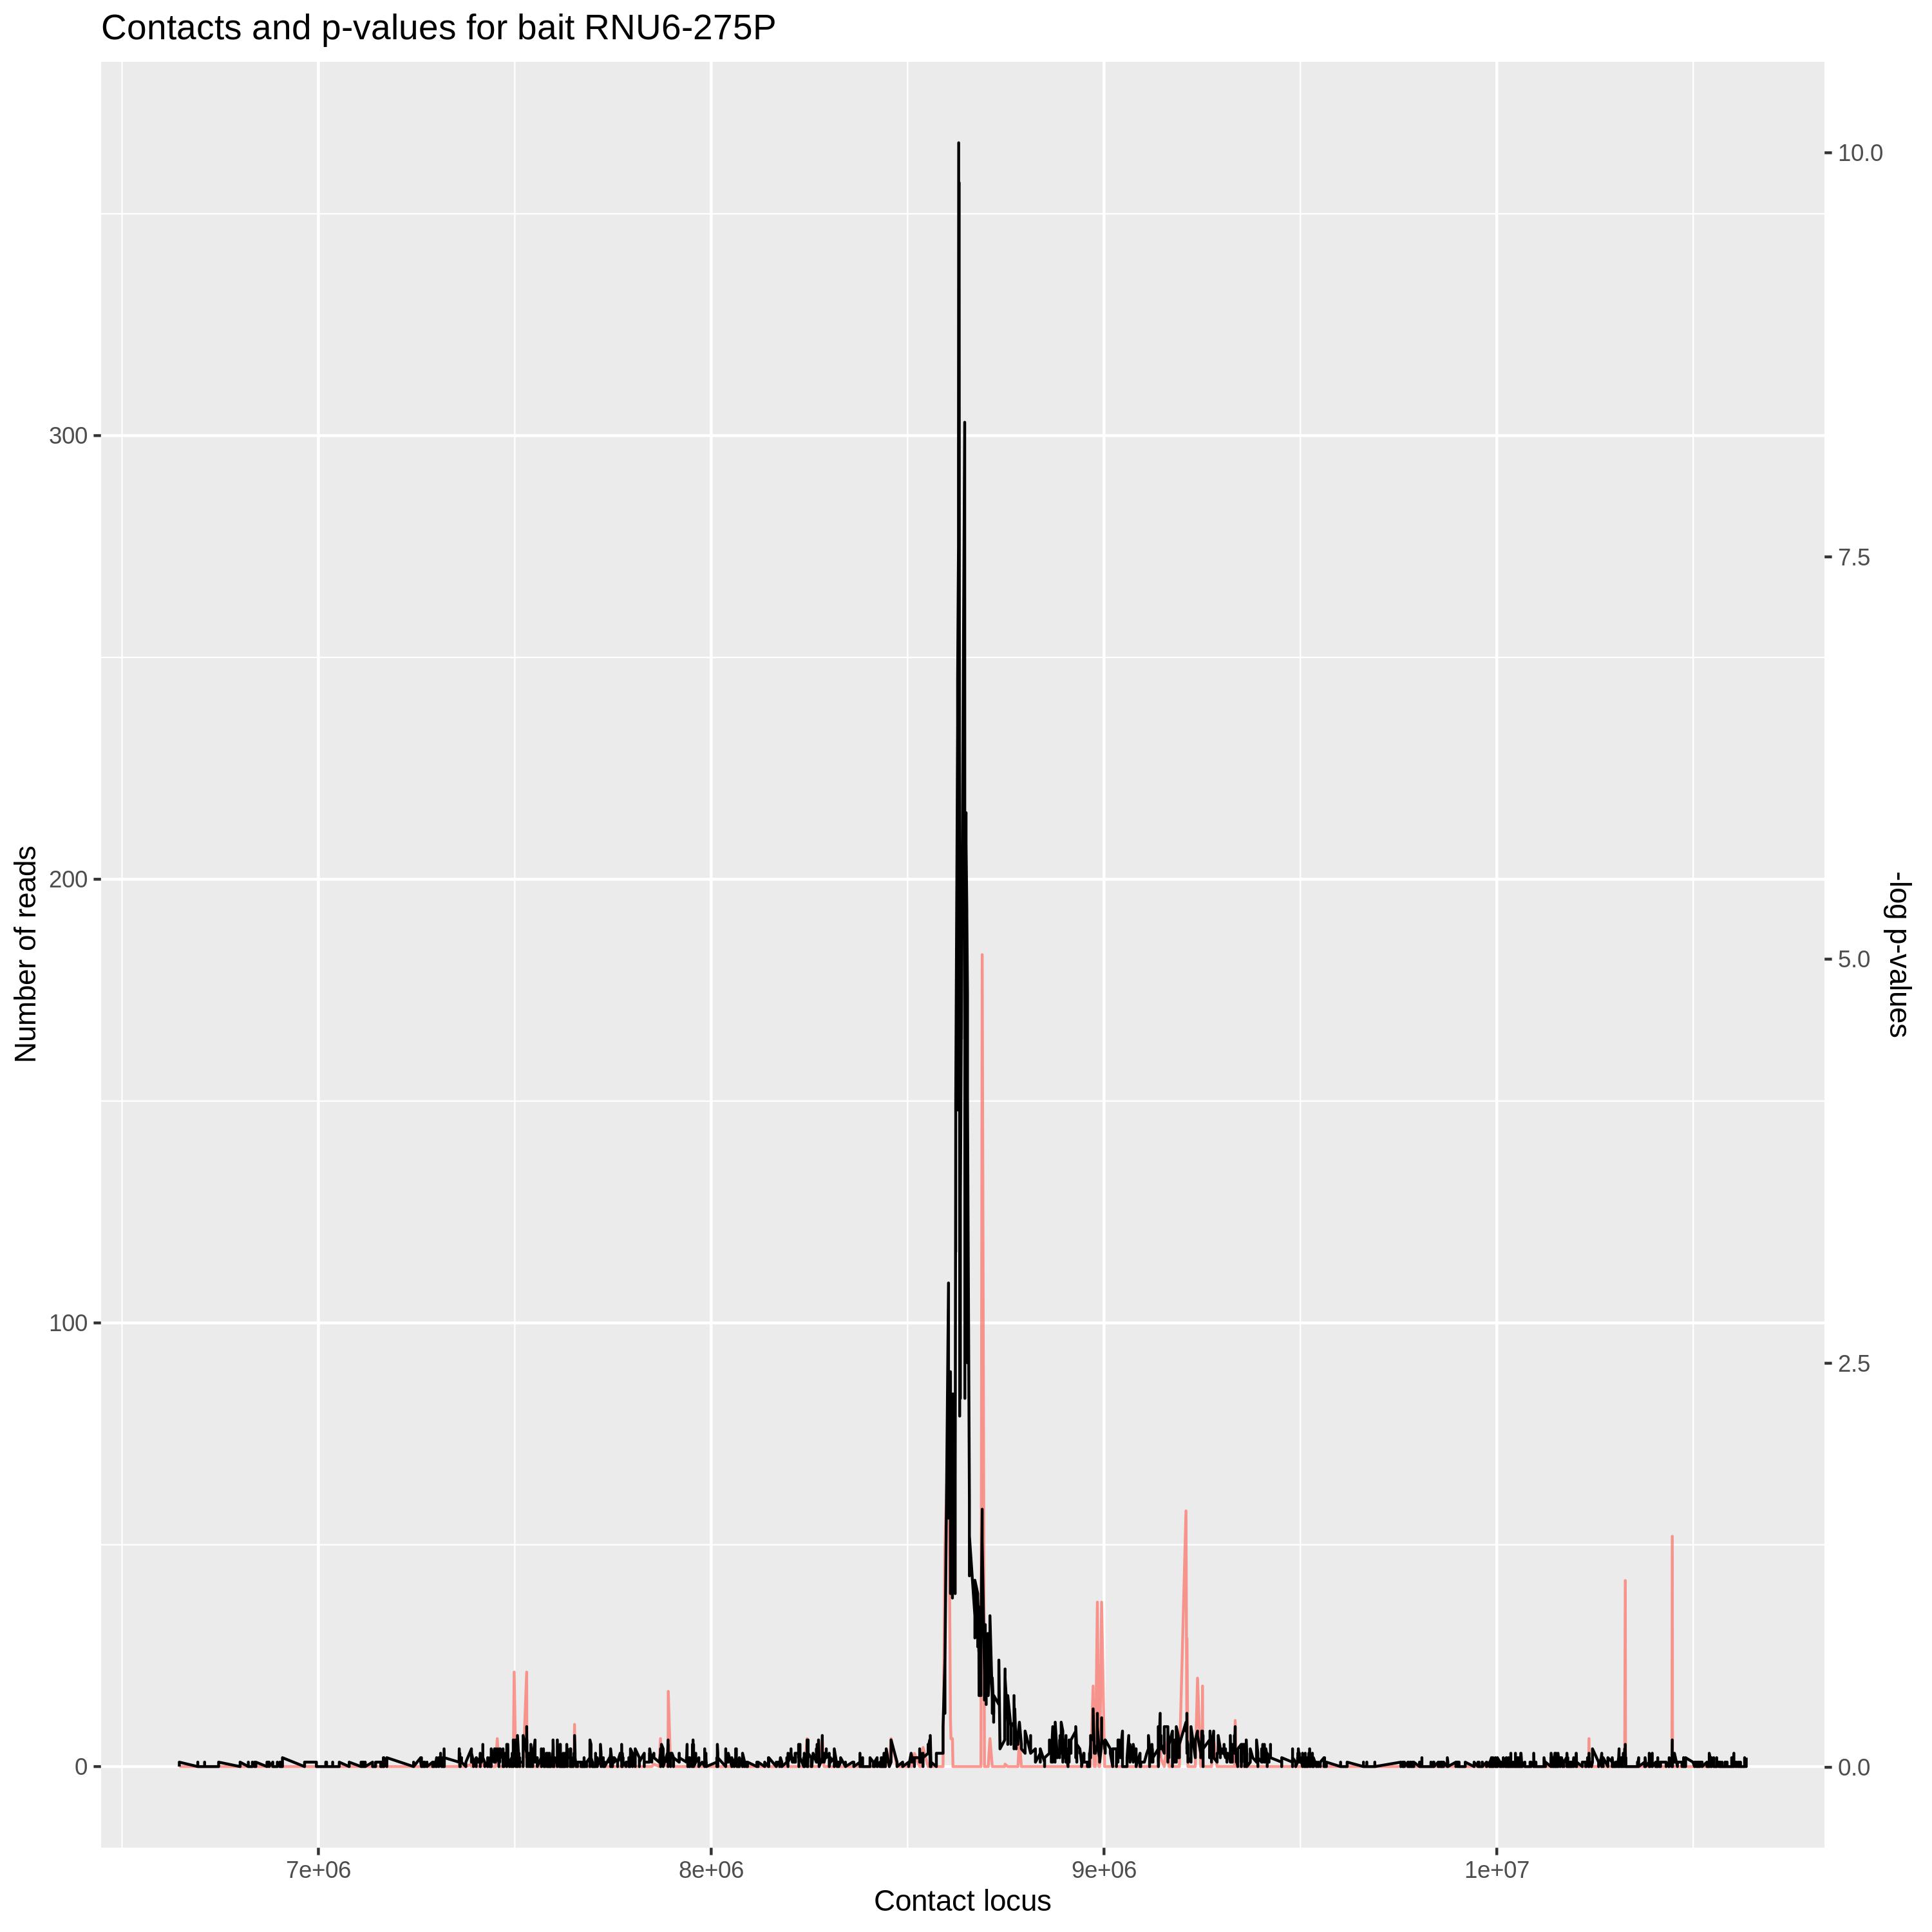 Contacts and p-values for bait RNU6-275P
Number of reads
300
200
100
0
10.0
7.5
5.0
2.5
0.0
-log p-values
7e+06
8e+06
9e+06
1e+07
Contact locus